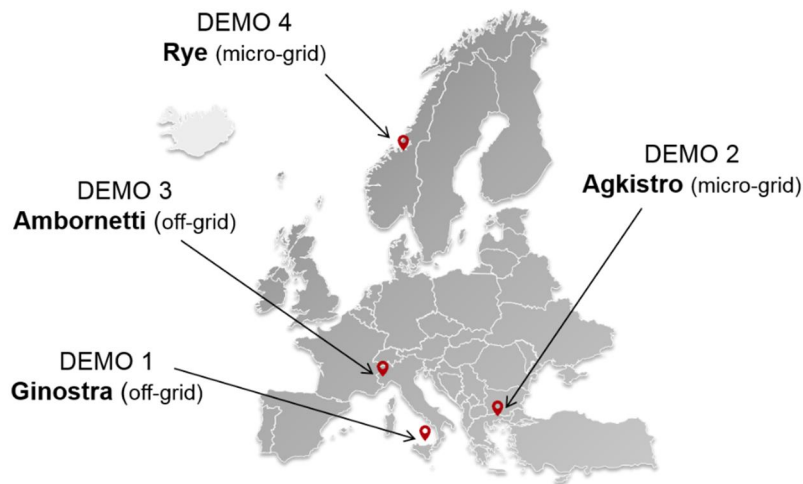 DEMO 4
Rye (micro-grid)
DEMO 2
Agkistro (micro-grid)
DEMO 3
Ambornetti (off-grid)
DEMO 1
Ginostra (off-grid)